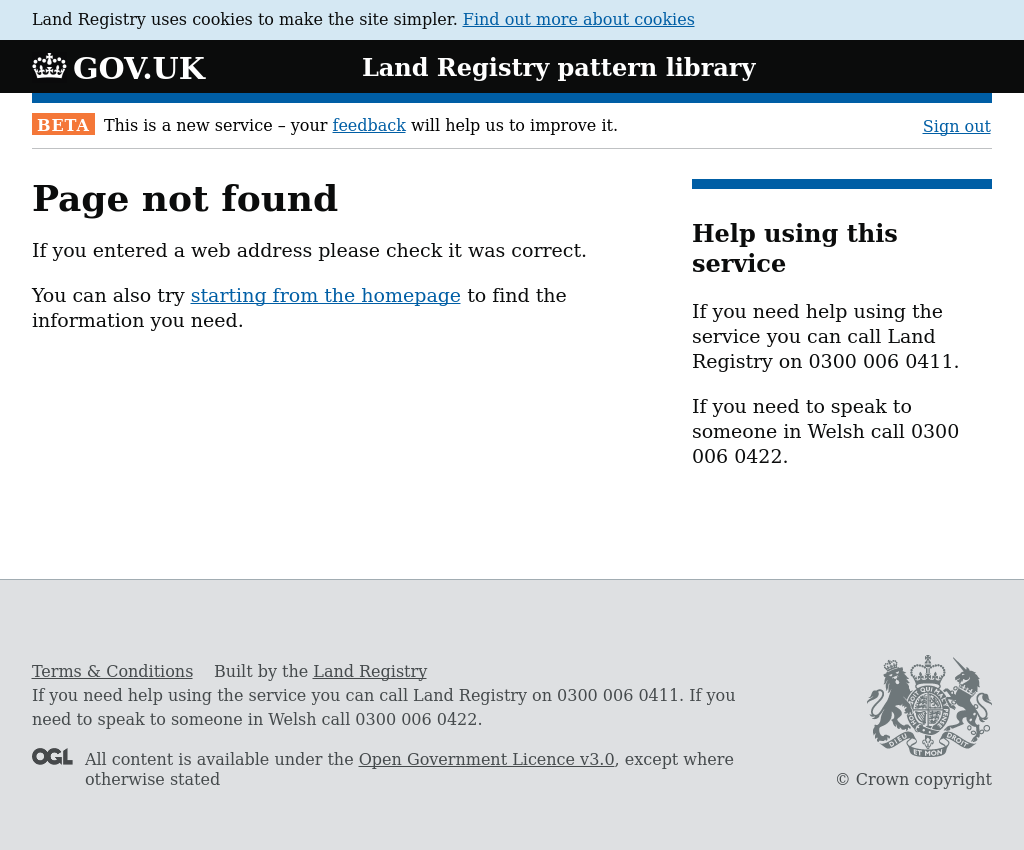 Land Registry uses cookies to make the site simpler. Find out more about cookies
GOV.UK
Land Registry pattern library
BETA This is a new service – your feedback will help us to improve it.
Sign out
Page not found
If you entered a web address please check it was correct.
You can also try starting from the homepage to find the
information you need.
Help using this
service
If you need help using the
service you can call Land
Registry on 0300 006 0411.
If you need to speak to
someone in Welsh call 0300
006 0422.
Terms & Conditions Built by the Land Registry
If you need help using the service you can call Land Registry on 0300 006 0411. If you
need to speak to someone in Welsh call 0300 006 0422.
OGL
All content is available under the Open Government Licence v3.0, except where
otherwise stated
DIEU ET MON DROIT
© Crown copyright